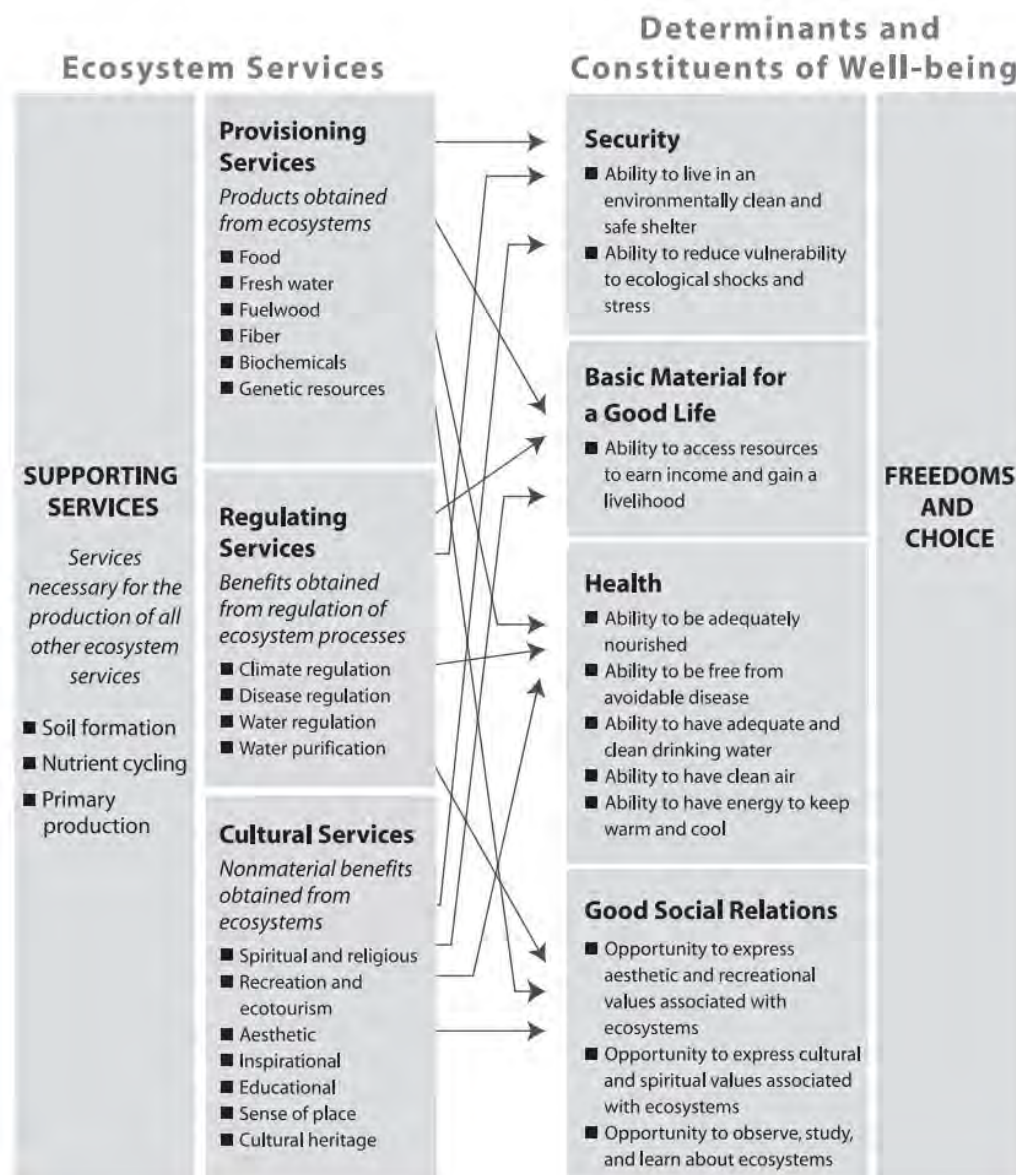 Ecosystem Services
Determinants and
Constituents of Well-being
SUPPORTING
SERVICES
Services
necessary for the
production of all
other ecosystem
services
■ Soil formation
■ Nutrient cycling
■ Primary
production
Provisioning
Services
Products obtained
from ecosystems
■ Food
■ Fresh water
■ Fuelwood
■ Fiber
■ Biochemicals
■ Genetic resources
Regulating
Services
Benefits obtained
from regulation of
ecosystem processes
■ Climate regulation
■ Disease regulation
■ Water regulation
■ Water purification
Cultural Services
Nonmaterial benefits
obtained from
ecosystems
■ Spiritual and religious
■ Recreation and
ecotourism
■ Aesthetic
■ Inspirational
■ Educational
■ Sense of place
■ Cultural heritage
Security
■ Ability to live in an
environmentally clean and
safe shelter
■ Ability to reduce vulnerability
to ecological shocks and
stress
Basic Material for
a Good Life
■ Ability to access resources
to earn income and gain a
livelihood
Health
■ Ability to be adequately
nourished
■ Ability to be free from
avoidable disease
■ Ability to have adequate and
clean drinking water
■ Ability to have clean air
■ Ability to have energy to keep
warm and cool
Good Social Relations
■ Opportunity to express
aesthetic and recreational
values associated with
ecosystems
■ Opportunity to express cultural
and spiritual values associated
with ecosystems
■ Opportunity to observe, study,
and learn about ecosystems
FREEDOMS
AND
CHOICE